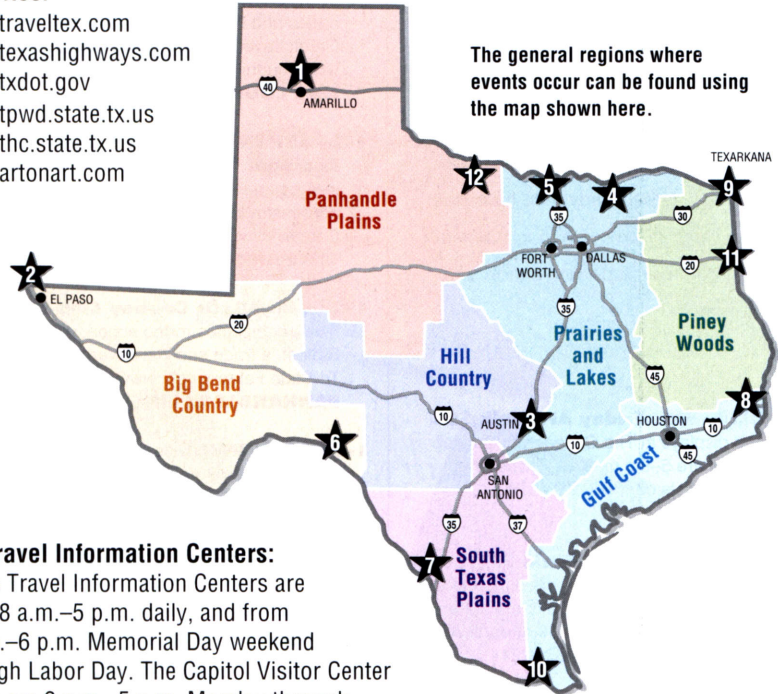 traveltex.com
texashighways.com
txdot.gov
tpwd.state.tx.us
thc.state.tx.us
artonart.com
The general regions where
events occur can be found using
the map shown here.
1
40
AMARILLO
TEXARKANA
12
5
4
9
Panhandle
Plains
35
30
2
EL PASO
FORT
WORTH
DALLAS
20
11
20
35
10
Prairies
and
Lakes
Piney
Woods
Hill
Country
Big Bend
Country
45
8
10
AUSTIN
3
HOUSTON
10
6
10
45
SAN
ANTONIO
Gulf Coast
35
37
7
South
Texas
Plains
10
ravel Information Centers:
Travel Information Centers are
8 a.m.–5 p.m. daily, and from
.–6 p.m. Memorial Day weekend
gh Labor Day. The Capitol Visitor Center